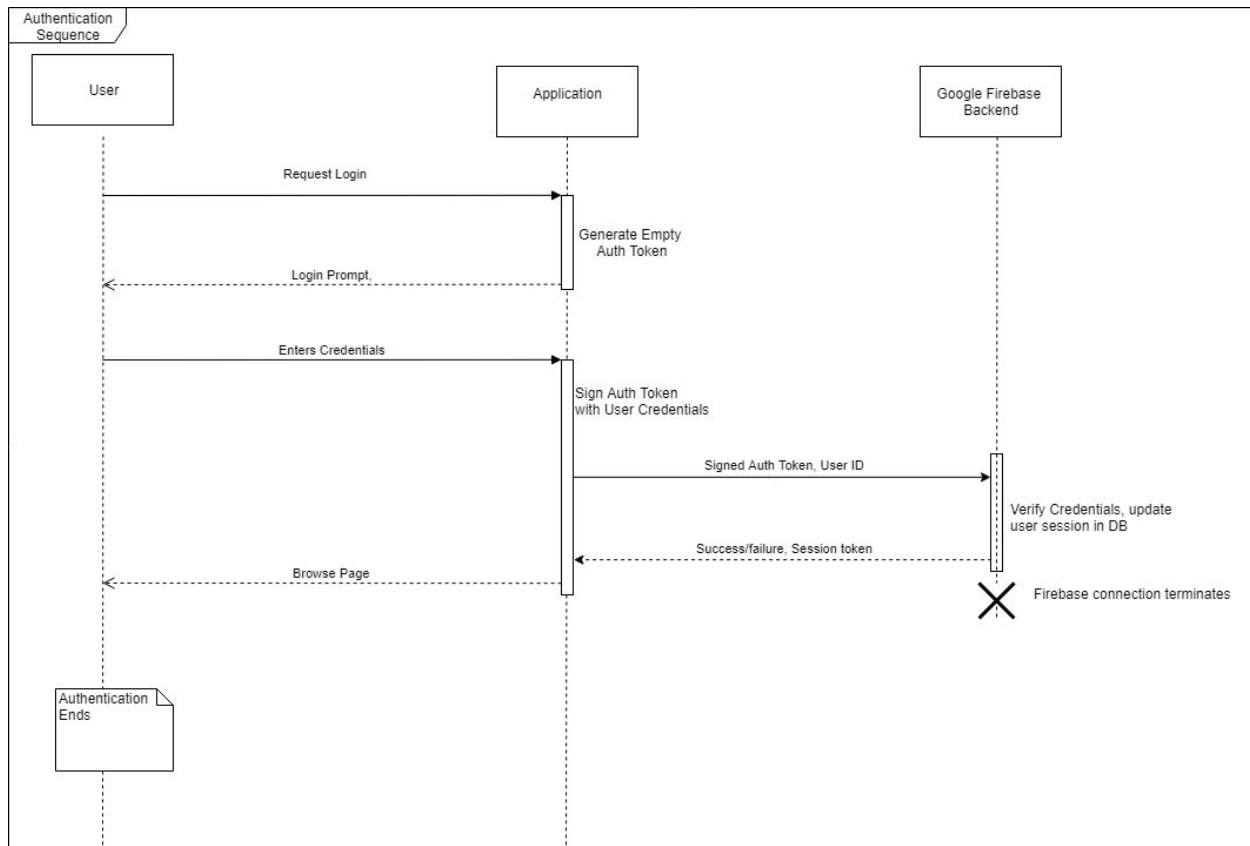 Authentication
Sequence
User
Application
Google Firebase
Backend
Request Login
Generate Empty
Auth Token
Login Prompt,
Enters Credentials
Sign Auth Token
with User Credentials
Signed Auth Token, User ID
Verify Credentials, update
user session in DB
Success/failure, Session token
Browse Page
Firebase connection terminates
Authentication
Ends